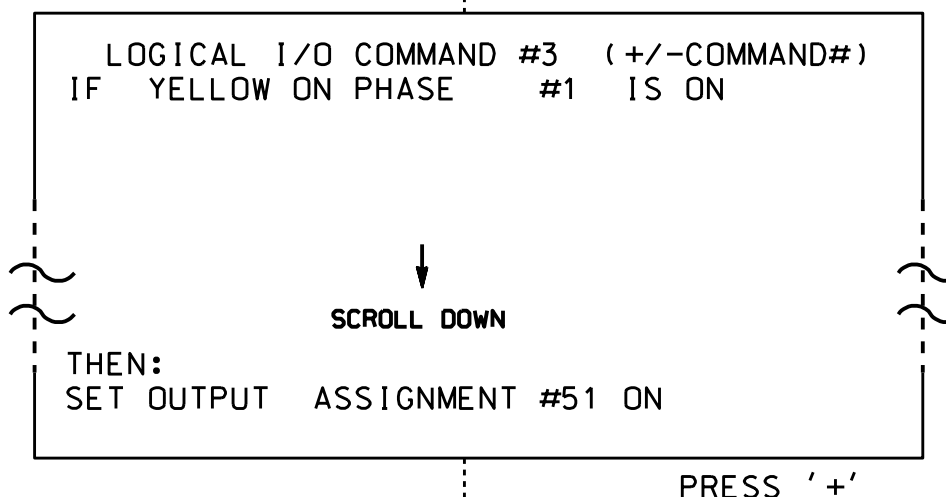 LOGICAL I/O COMMAND #3 (+/-COMMAND#)
IF YELLOW ON PHASE #1 IS ON
SCROLL DOWN
THEN:
SET OUTPUT ASSIGNMENT #51 ON
PRESS '+'